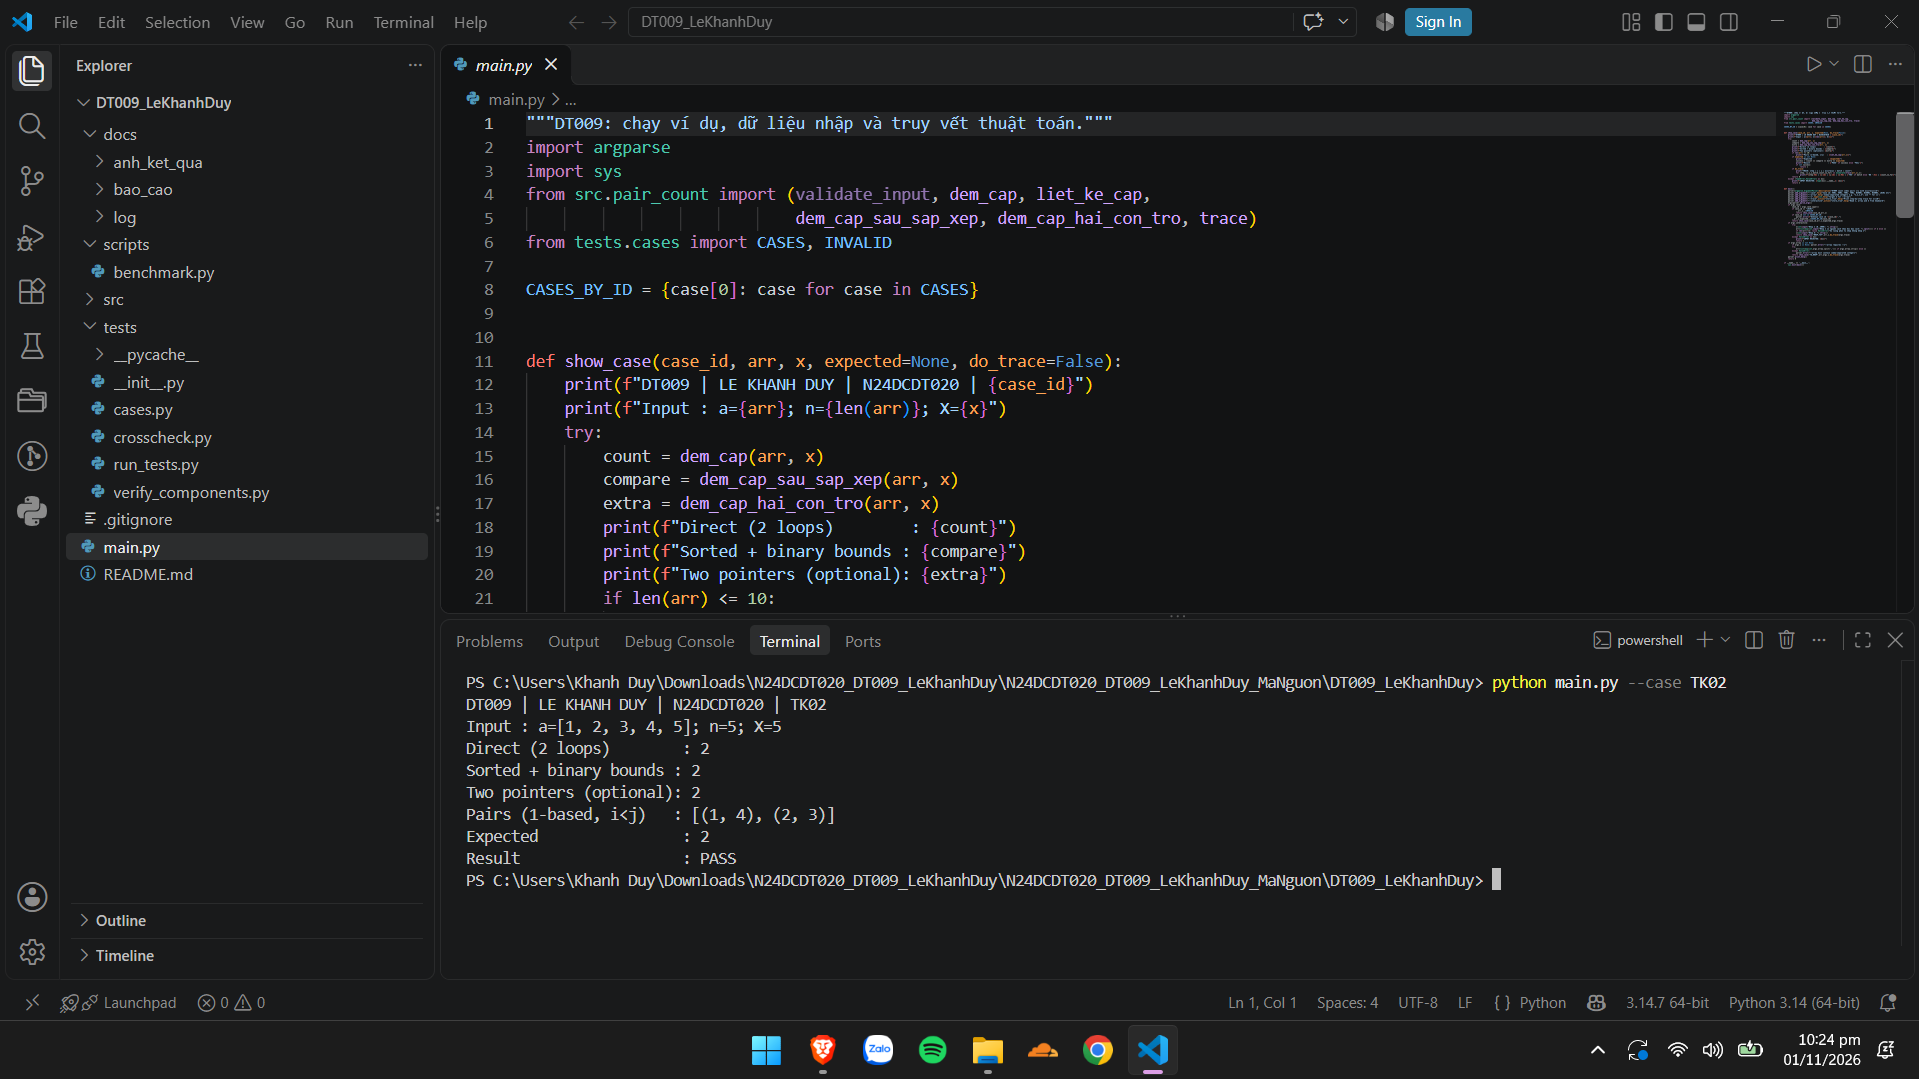 File Edit Selection View Go Run Terminal Help
DT009_LeKhanhDuy
Sign In
Explorer
DT009_LeKhanhDuy
docs
anh_ket_qua
bao_cao
log
scripts
benchmark.py
src
tests
__pycache__
__init__.py
cases.py
crosscheck.py
run_tests.py
verify_components.py
.gitignore
main.py
README.md
Outline
Timeline
main.py
main.py > ...
1 """DT009: chạy ví dụ, dữ liệu nhập và truy vết thuật toán."""
2 import argparse
3 import sys
4 from src.pair_count import (validate_input, dem_cap, liet_ke_cap,
5 dem_cap_sau_sap_xep, dem_cap_hai_con_tro, trace)
6 from tests.cases import CASES, INVALID
7
8 CASES_BY_ID = {case[0]: case for case in CASES}
9
10
11 def show_case(case_id, arr, x, expected=None, do_trace=False):
12 print(f"DT009 | LE KHANH DUY | N24DCDT020 | {case_id}")
13 print(f"Input : a={arr}; n={len(arr)}; X={x}")
14 try:
15 count = dem_cap(arr, x)
16 compare = dem_cap_sau_sap_xep(arr, x)
17 extra = dem_cap_hai_con_tro(arr, x)
18 print(f"Direct (2 loops)        : {count}")
19 print(f"Sorted + binary bounds : {compare}")
20 print(f"Two pointers (optional): {extra}")
21 if len(arr) <= 10:
Problems Output Debug Console Terminal Ports
powershell
PS C:\Users\Khanh Duy\Downloads\N24DCDT020_DT009_LeKhanhDuy\N24DCDT020_DT009_LeKhanhDuy_MaNguon\DT009_LeKhanhDuy> python main.py --case TK02
DT009 | LE KHANH DUY | N24DCDT020 | TK02
Input : a=[1, 2, 3, 4, 5]; n=5; X=5
Direct (2 loops)        : 2
Sorted + binary bounds : 2
Two pointers (optional): 2
Pairs (1-based, i<j)   : [(1, 4), (2, 3)]
Expected               : 2
Result                 : PASS
PS C:\Users\Khanh Duy\Downloads\N24DCDT020_DT009_LeKhanhDuy\N24DCDT020_DT009_LeKhanhDuy_MaNguon\DT009_LeKhanhDuy>
Launchpad 0 0
Ln 1, Col 1 Spaces: 4 UTF-8 LF { } Python 3.14.7 64-bit Python 3.14 (64-bit)
Zalo
10:24 pm
01/11/2026